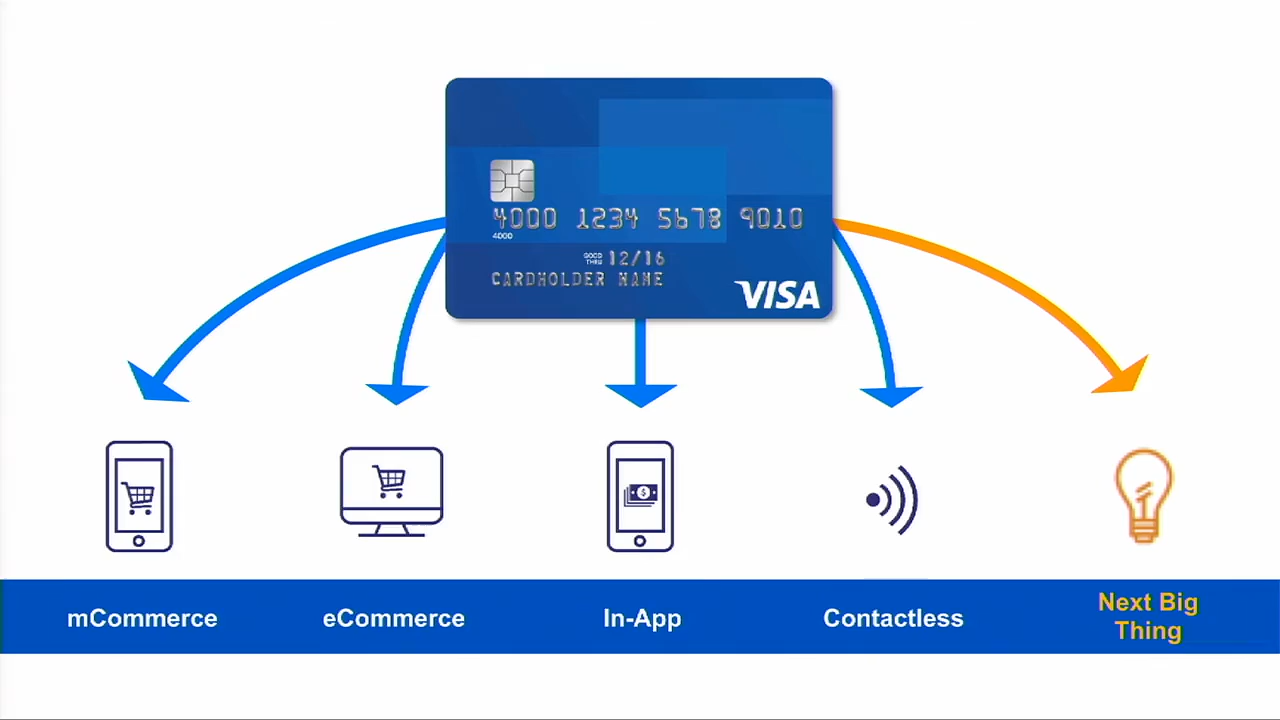 4000 1234 5678 9010
4000
GOOD THRU 12/16
CARDHOLDER NAME
VISA
$
mCommerce
eCommerce
In-App
Contactless
Next Big
Thing